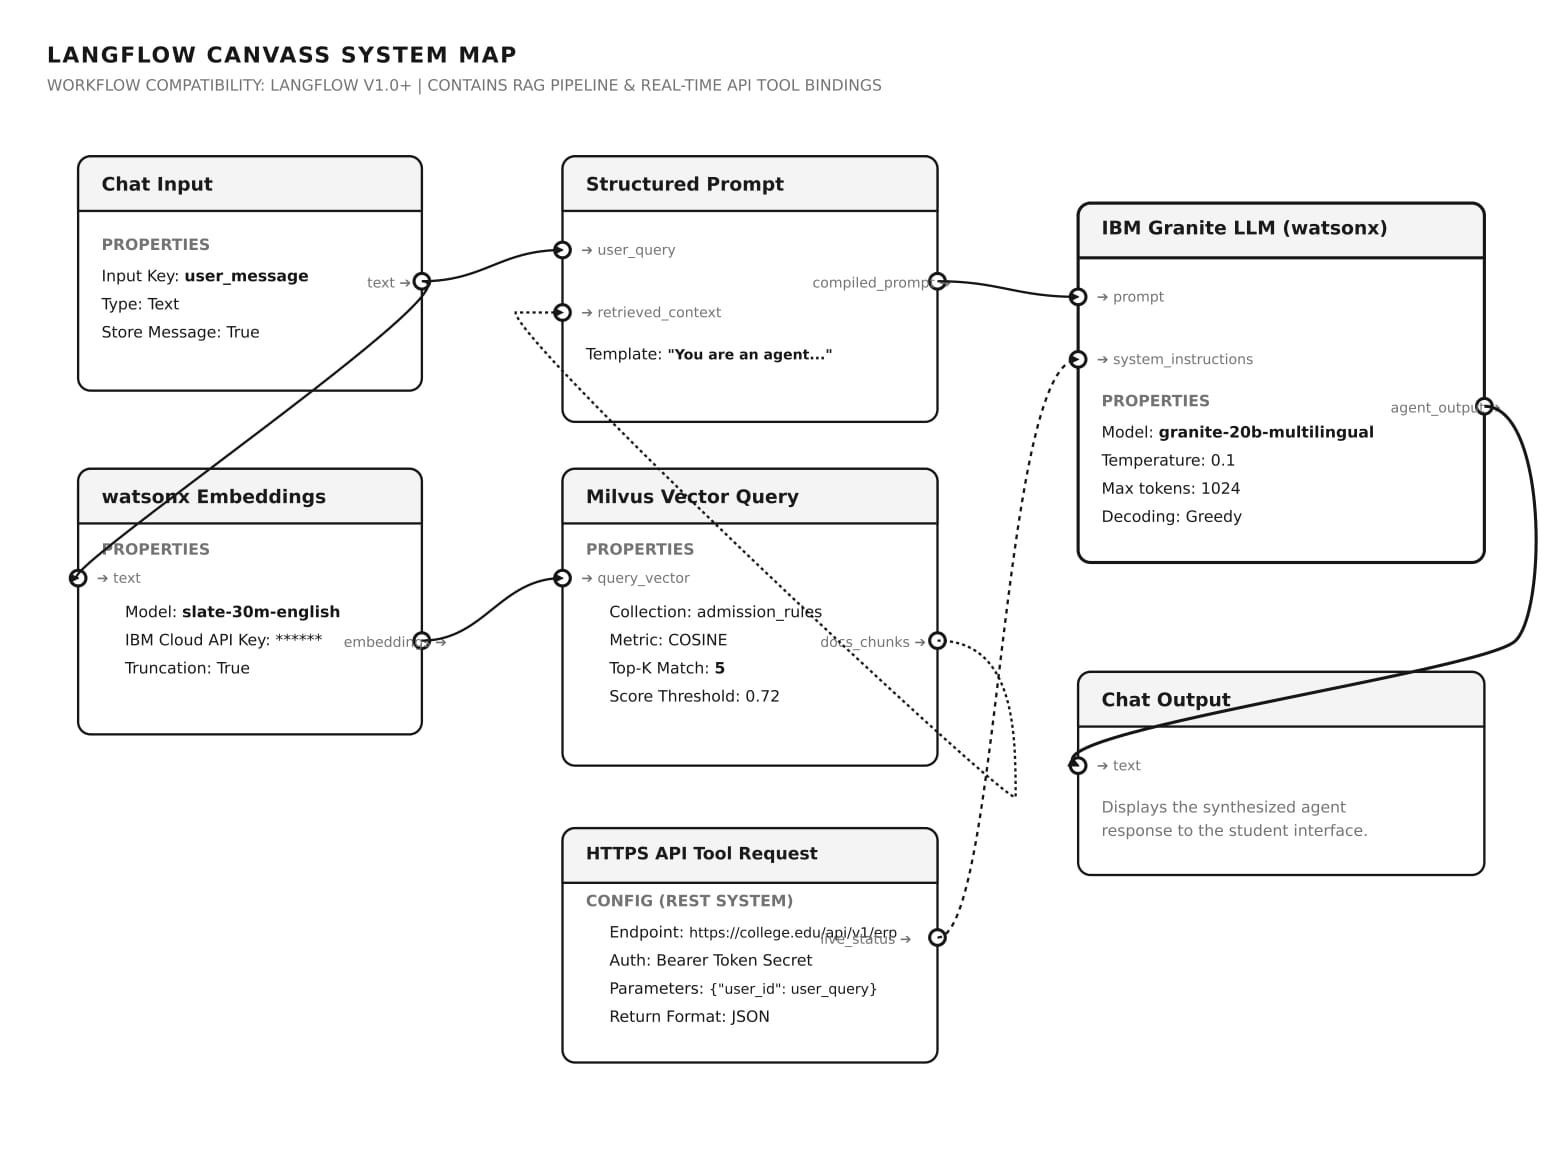 LANGFLOW CANVASS SYSTEM MAP
WORKFLOW COMPATIBILITY: LANGFLOW V1.0+ | CONTAINS RAG PIPELINE & REAL-TIME API TOOL BINDINGS
Chat Input
PROPERTIES
Input Key: user_message
Type: Text
Store Message: True
text →
Structured Prompt
→ user_query
compiled_prompt →
→ retrieved_context
Template: "You are an agent..."
IBM Granite LLM (watsonx)
→ prompt
→ system_instructions
PROPERTIES
agent_output →
Model: granite-20b-multilingual
Temperature: 0.1
Max tokens: 1024
Decoding: Greedy
watsonx Embeddings
PROPERTIES
→ text
Model: slate-30m-english
IBM Cloud API Key: ******
embeddings →
Truncation: True
Milvus Vector Query
PROPERTIES
→ query_vector
Collection: admission_rules
Metric: COSINE
docs_chunks →
Top-K Match: 5
Score Threshold: 0.72
Chat Output
→ text
Displays the synthesized agent
response to the student interface.
HTTPS API Tool Request
CONFIG (REST SYSTEM)
Endpoint: https://college.edu/api/v1/erp
live_status →
Auth: Bearer Token Secret
Parameters: {"user_id": user_query}
Return Format: JSON